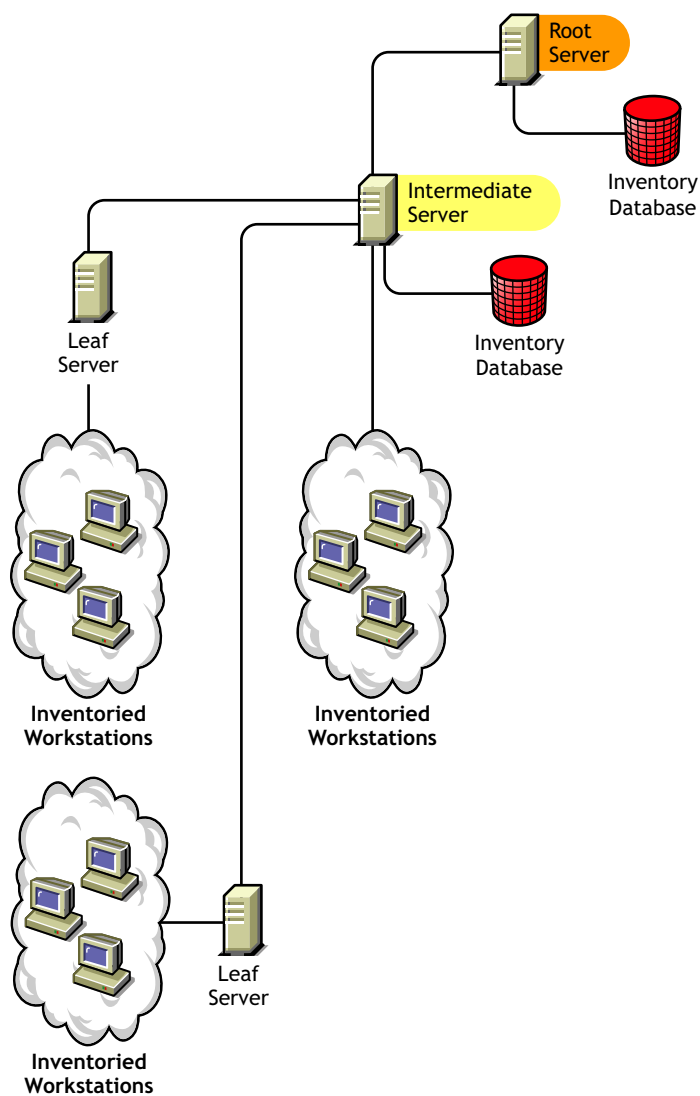 Root
Server
Inventory
Database
Intermediate
Server
Inventory
Database
Leaf
Server
Inventoried
Workstations
Inventoried
Workstations
Leaf
Server
Inventoried
Workstations